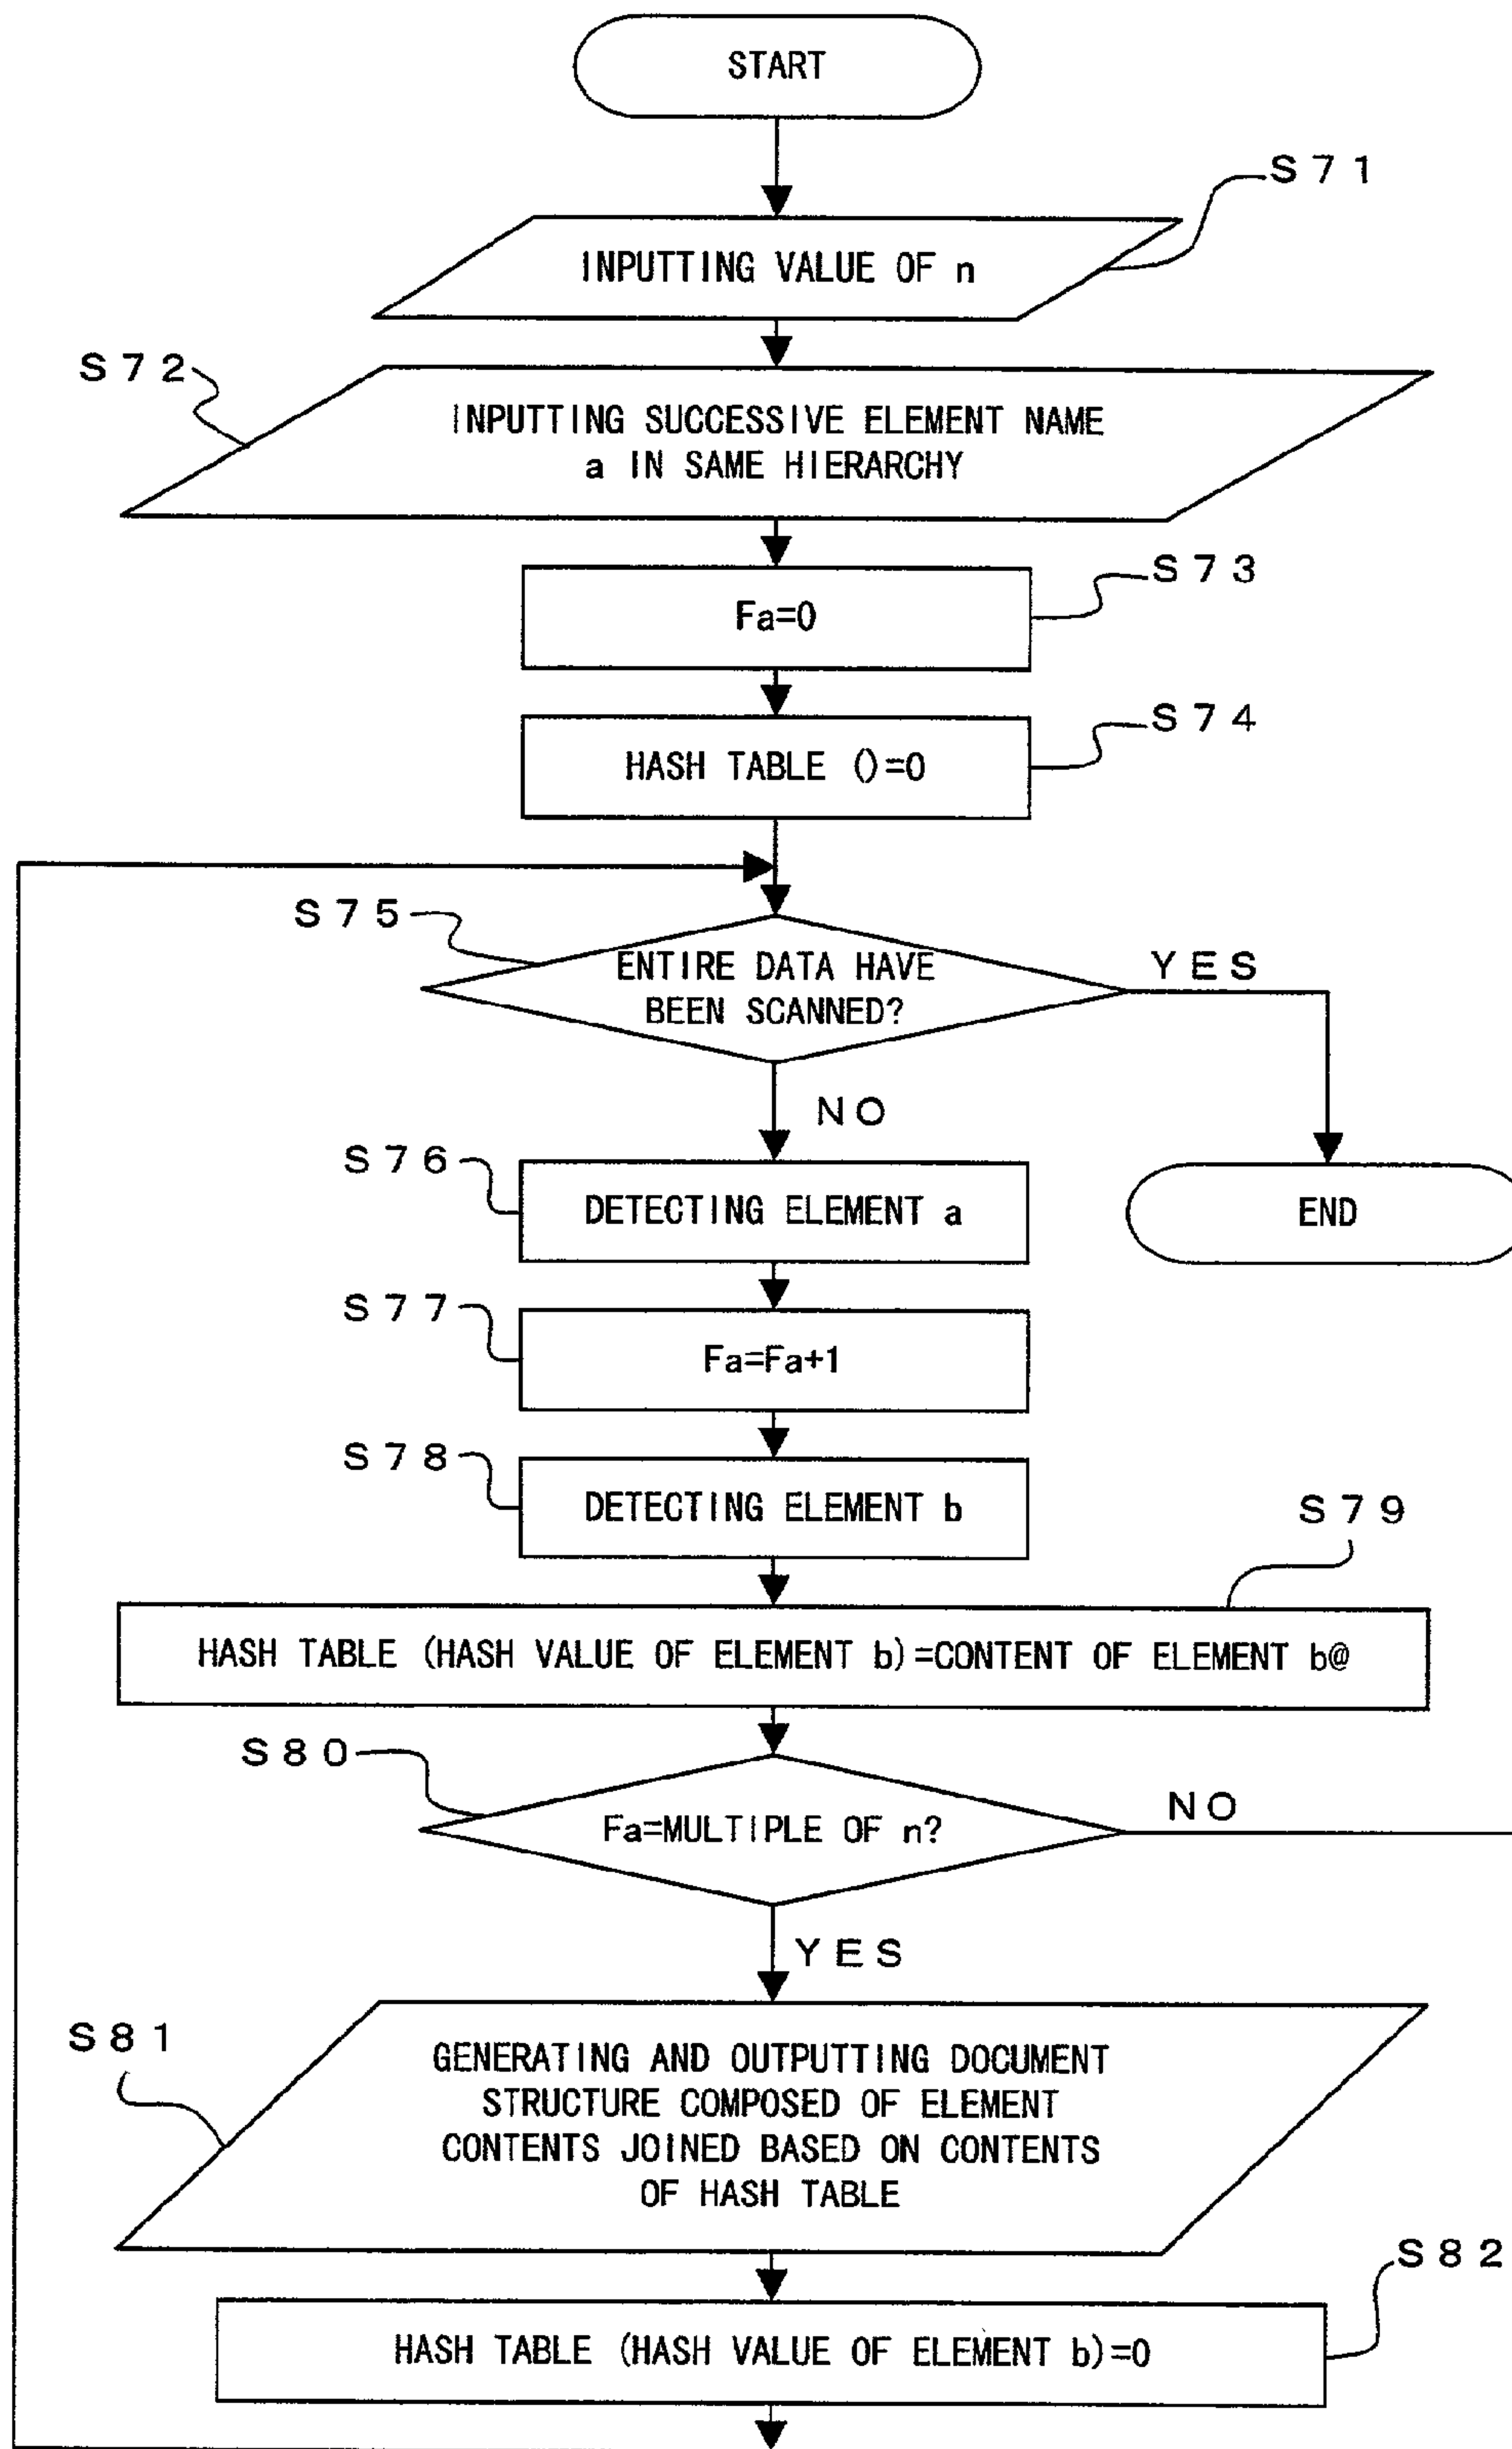 START
S71
INPUTTING VALUE OF n
S72
INPUTTING SUCCESSIVE ELEMENT NAME
a IN SAME HIERARCHY
S73
Fa=0
S74
HASH TABLE ()=0
S75
ENTIRE DATA HAVE
BEEN SCANNED?
YES
NO
S76
DETECTING ELEMENT a
END
S77
Fa=Fa+1
S78
DETECTING ELEMENT b
S79
HASH TABLE (HASH VALUE OF ELEMENT b)=CONTENT OF ELEMENT b@
S80
Fa=MULTIPLE OF n?
NO
YES
S81
GENERATING AND OUTPUTTING DOCUMENT
STRUCTURE COMPOSED OF ELEMENT
CONTENTS JOINED BASED ON CONTENTS
OF HASH TABLE
S82
HASH TABLE (HASH VALUE OF ELEMENT b)=0